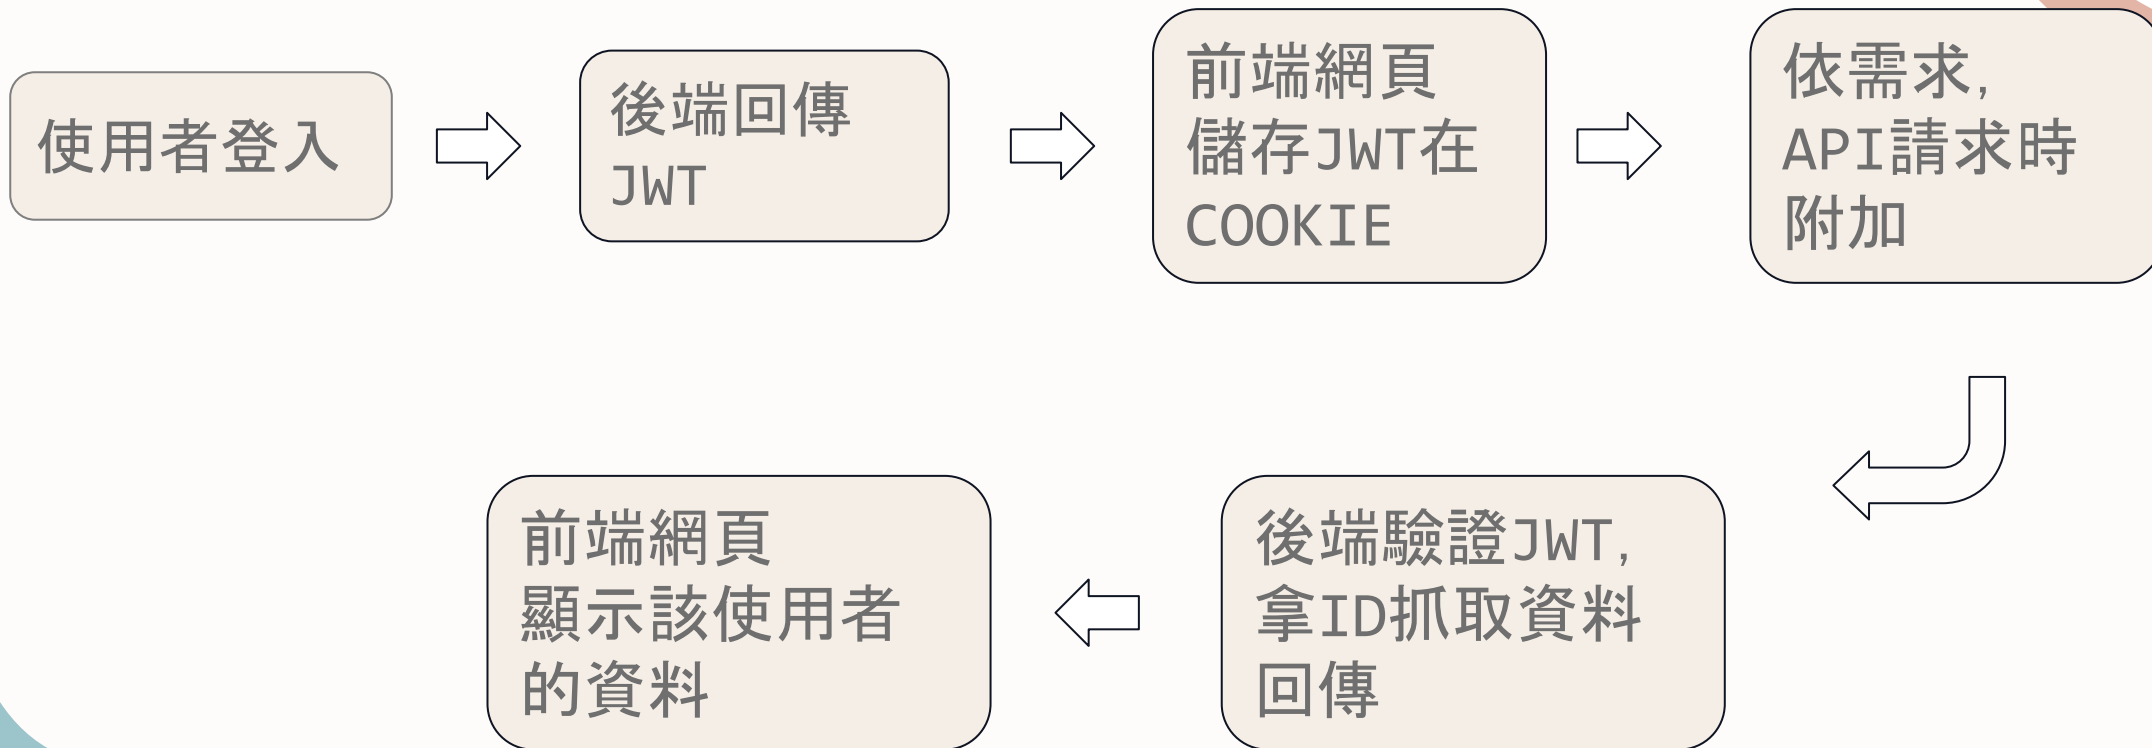 使用者登入
後端回傳
JWT
前端網頁
儲存JWT在
COOKIE
依需求,
API請求時
附加
後端驗證JWT,
拿ID抓取資料
回傳
前端網頁
顯示該使用者
的資料